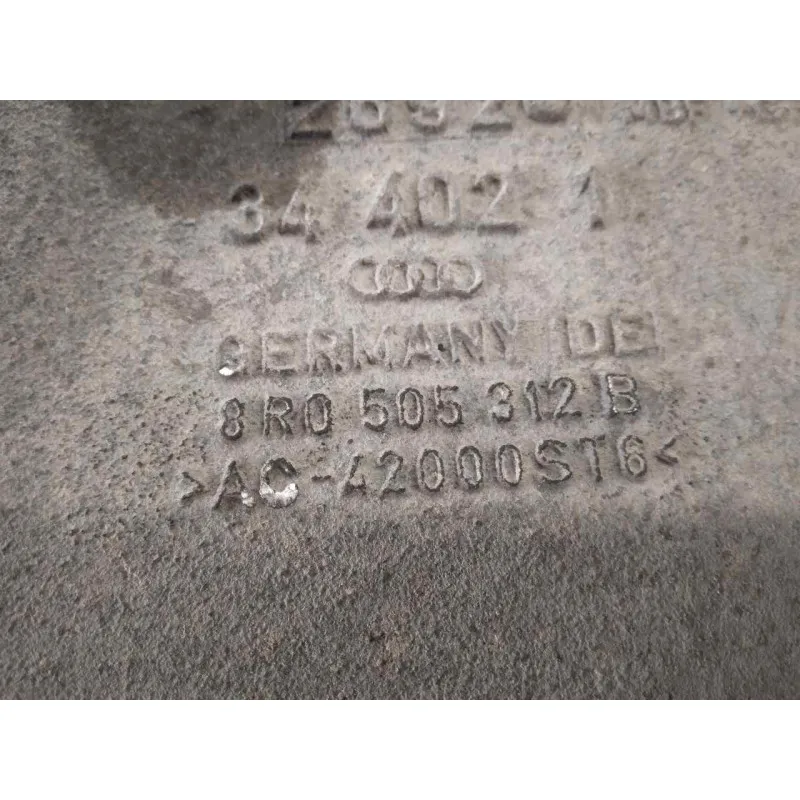 34 402 1
GERMANY DE
8R0 505 312 B
>AC-42000ST6<